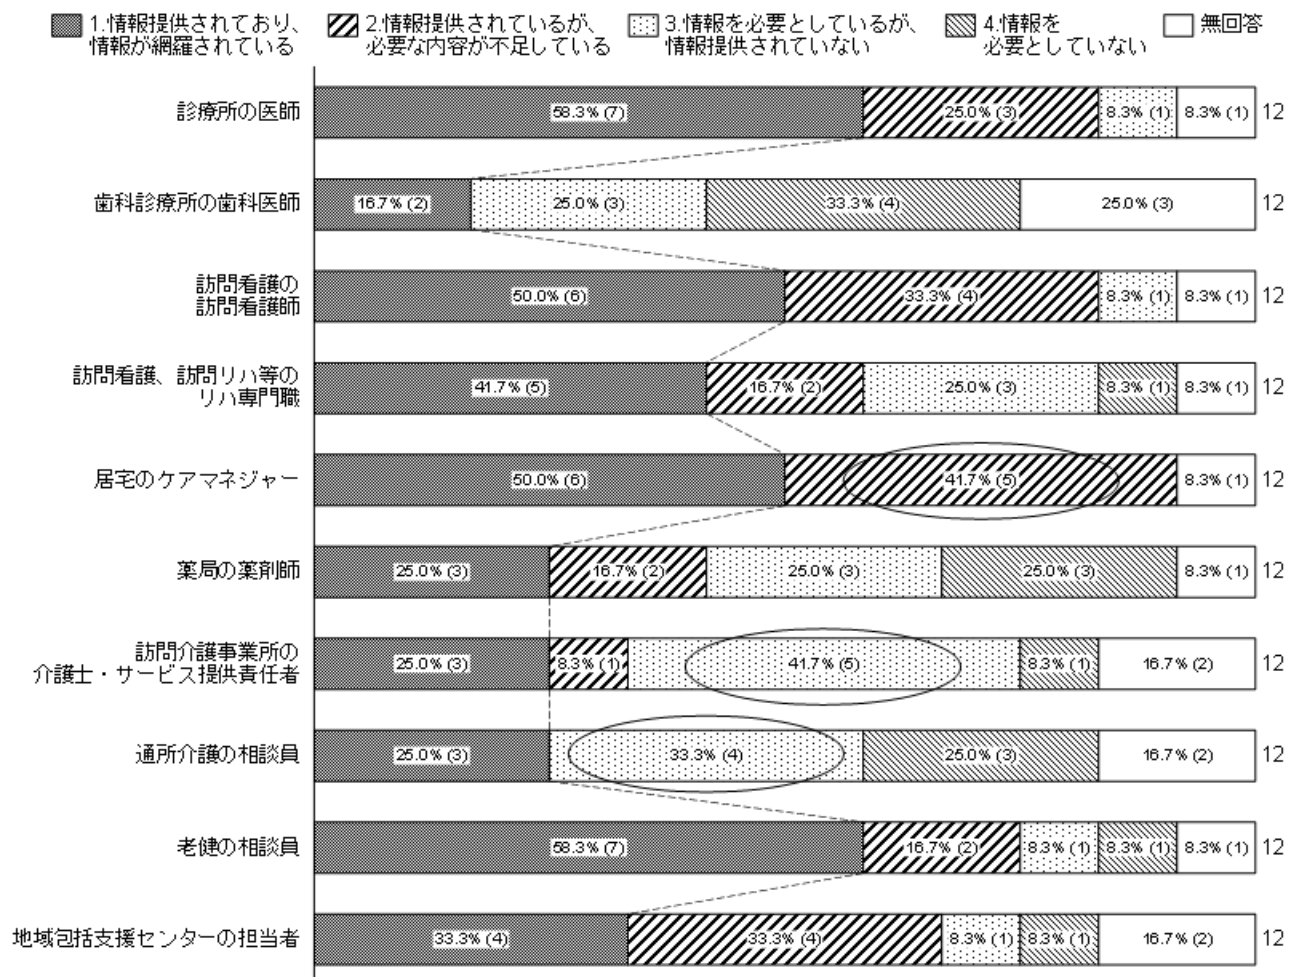 1.情報提供されており、
情報が網羅されている
2.情報提供されているが、
必要な内容が不足している
3.情報を必要としているが、
情報提供されていない
4.情報を
必要としていない
無回答
診療所の医師
58.3% (7) 25.0% (3) 8.3% (1) 8.3% (1) 12
歯科診療所の歯科医師
16.7% (2) 25.0% (3) 33.3% (4) 25.0% (3) 12
訪問看護の
訪問看護師
50.0% (6) 33.3% (4) 8.3% (1) 8.3% (1) 12
訪問看護、訪問リハ等の
リハ専門職
41.7% (5) 16.7% (2) 25.0% (3) 8.3% (1) 8.3% (1) 12
居宅のケアマネジャー
50.0% (6) 41.7% (5) 8.3% (1) 12
薬局の薬剤師
25.0% (3) 16.7% (2) 25.0% (3) 25.0% (3) 8.3% (1) 12
訪問介護事業所の
介護士・サービス提供責任者
25.0% (3) 8.3% (1) 41.7% (5) 8.3% (1) 16.7% (2) 12
通所介護の相談員
25.0% (3) 33.3% (4) 25.0% (3) 16.7% (2) 12
老健の相談員
58.3% (7) 16.7% (2) 8.3% (1) 8.3% (1) 8.3% (1) 12
地域包括支援センターの担当者
33.3% (4) 33.3% (4) 8.3% (1) 8.3% (1) 16.7% (2) 12